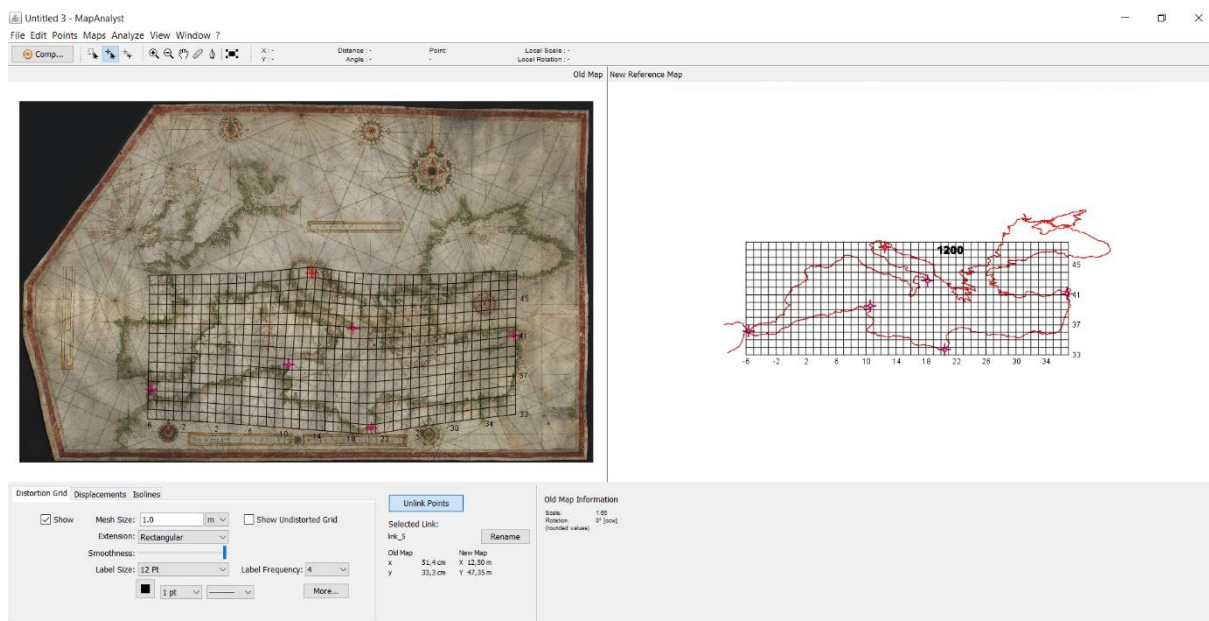 Untitled 3 - MapAnalyst
File Edit Points Maps Analyze View Window ?
Comp... X : - Distance : - Point: Local Scale : -
Y : - Angle : - - Local Rotation : -
Old Map New Reference Map
45
41
37
33
-6 -2 2 6 10 14 18 22 26 30 34
1200
45
41
37
33
-6 -2 2 6 10 14 18 22 26 30 34
Distortion Grid Displacements Isolines
Show Mesh Size: 1.0 m Show Undistorted Grid
Extension: Rectangular
Smoothness:
Label Size: 12 Pt Label Frequency: 4
1 pt More...
Unlink Points
Selected Link:
link_5 Rename
Old Map New Map
x 51,4 cm X 12,50 m
y 33,3 cm Y 47,35 m
Old Map Information
Scale: 1:65
Rotation: 0° [ccw]
(rounded values)